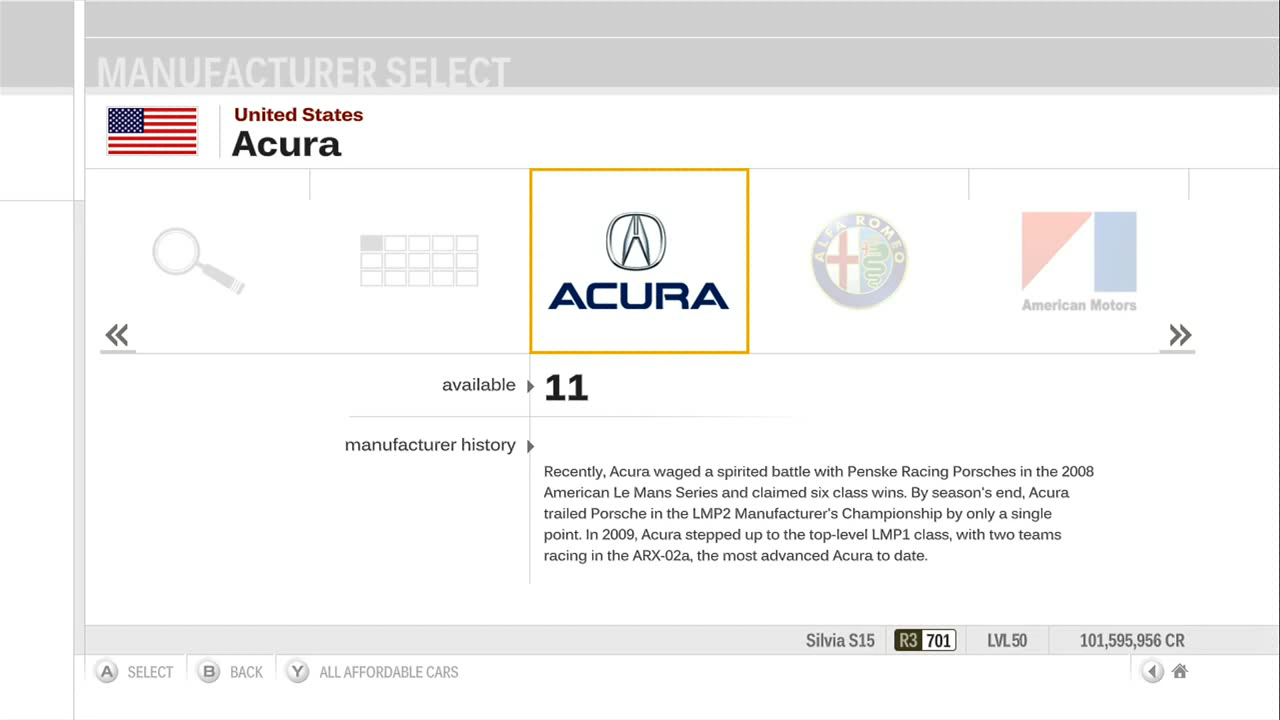 MANUFACTURER SELECT
United States
Acura
ACURA
ALFA ROMEO
American Motors
available
11
manufacturer history
Recently, Acura waged a spirited battle with Penske Racing Porsches in the 2008
American Le Mans Series and claimed six class wins. By season's end, Acura
trailed Porsche in the LMP2 Manufacturer's Championship by only a single
point. In 2009, Acura stepped up to the top-level LMP1 class, with two teams
racing in the ARX-02a, the most advanced Acura to date.
Silvia S15 R3 701 LVL50 101,595,956 CR
A SELECT B BACK Y ALL AFFORDABLE CARS